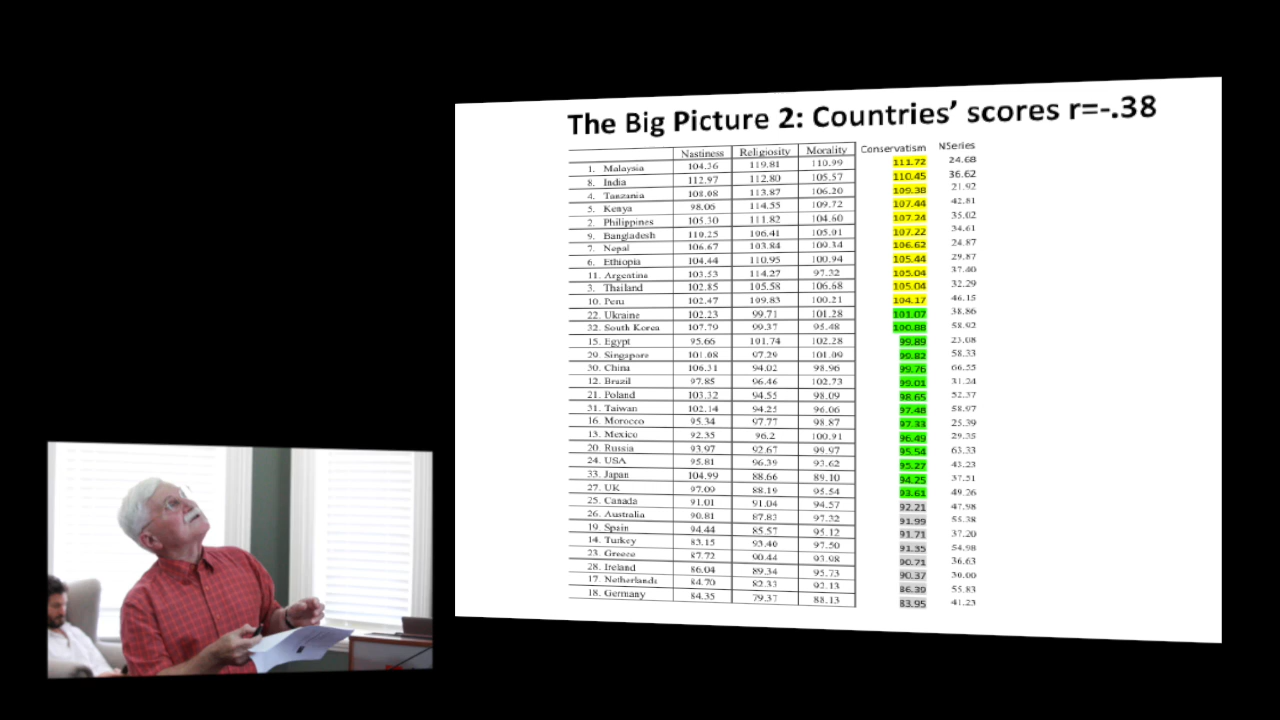 The Big Picture 2: Countries' scores r=-.38
Nastiness Religiosity Morality Conservatism NSeries
1. Malaysia 104.36 119.81 110.99 111.72 24.68
8. India 112.97 112.80 105.57 110.45 36.62
4. Tanzania 108.08 113.87 106.20 109.38 21.92
5. Kenya 98.06 114.55 109.72 107.44 42.81
2. Philippines 105.30 111.82 104.60 107.24 35.02
9. Bangladesh 110.25 106.41 105.01 107.22 34.61
7. Nepal 106.67 103.84 109.34 106.62 24.87
6. Ethiopia 104.44 110.95 100.94 105.44 29.87
11. Argentina 103.53 114.27 97.32 105.04 37.40
3. Thailand 102.85 105.58 106.68 105.04 32.29
10. Peru 102.47 109.83 100.21 104.17 46.15
22. Ukraine 102.23 99.71 101.28 101.07 38.86
32. South Korea 107.79 99.37 95.48 100.88 58.92
15. Egypt 95.66 101.74 102.28 99.89 23.08
29. Singapore 101.08 97.29 101.09 99.82 58.33
30. China 106.31 94.02 98.96 99.76 66.55
12. Brazil 97.85 96.46 102.73 99.01 31.24
21. Poland 103.32 94.55 98.09 98.65 52.37
31. Taiwan 102.14 94.25 96.06 97.48 58.97
16. Morocco 95.34 97.77 98.87 97.33 25.39
13. Mexico 92.35 96.2 100.91 96.49 29.35
20. Russia 93.97 92.67 99.97 95.54 63.33
24. USA 95.81 96.39 93.62 95.27 43.23
33. Japan 104.99 88.66 89.10 94.25 37.51
27. UK 97.09 88.19 95.54 93.61 49.26
25. Canada 91.01 91.04 94.57 92.21 47.98
26. Australia 90.81 87.83 97.32 91.99 55.38
19. Spain 94.44 85.57 95.12 91.71 37.20
14. Turkey 83.15 93.40 97.50 91.35 54.98
23. Greece 87.72 90.44 93.98 90.71 36.63
28. Ireland 86.04 89.34 95.73 90.37 30.00
17. Netherlands 84.70 82.33 92.13 86.39 55.83
18. Germany 84.35 79.37 88.13 83.95 41.23